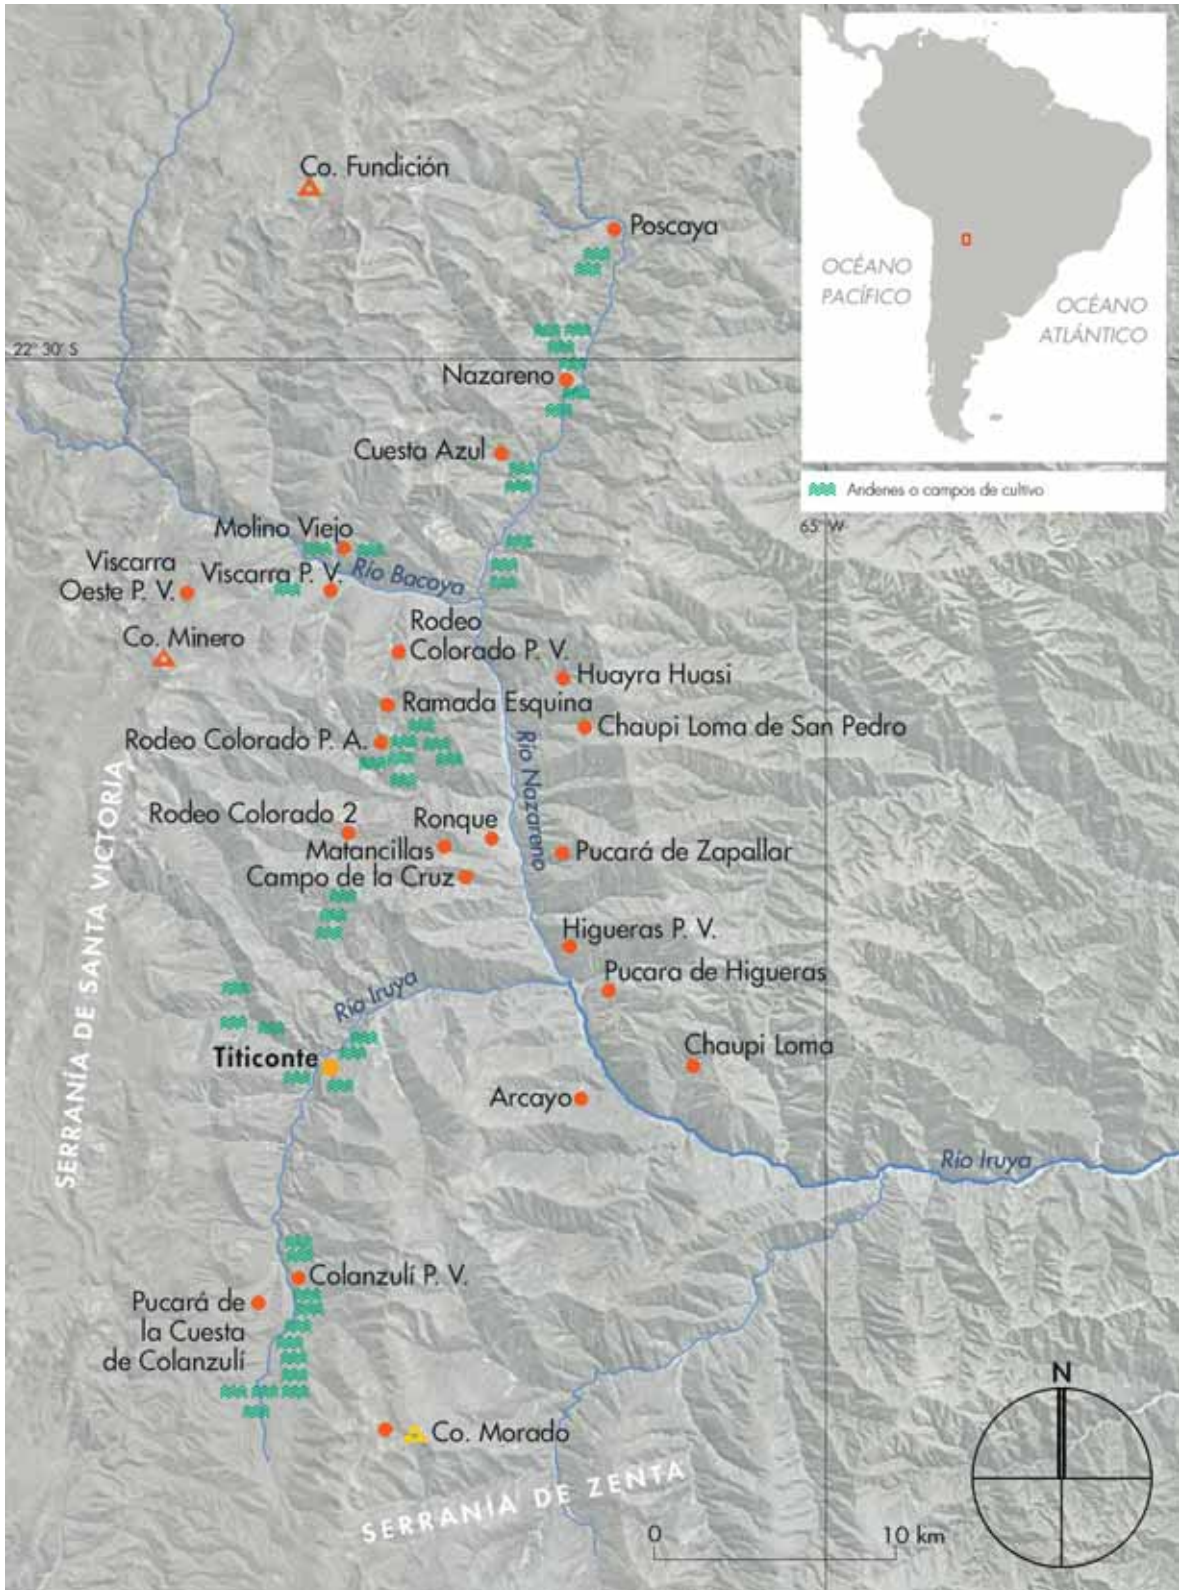 Co. Fundición
Poscaya
OCÉANO
PACÍFICO
OCÉANO
ATLÁNTICO
22° 30' S
Nazareno
Cuesta Azul
Andenes o campos de cultivo
65° W
Molino Viejo
Viscarra
Oeste P. V.
Viscarra P. V.
Río Bacoya
Co. Minero
Rodeo
Colorado P. V.
Huayra Huasi
Ramada Esquina
Chaupi Loma de San Pedro
Rodeo Colorado P. A.
Río Nazareno
SERRANÍA DE SANTA VICTORIA
Rodeo Colorado 2
Ronque
Matancillas
Pucará de Zapallar
Campo de la Cruz
Higueras P. V.
Pucara de Higueras
Río Iruya
Titiconte
Chaupi Loma
Arcayo
Río Iruya
Colanzulí P. V.
Pucará de
la Cuesta
de Colanzulí
Co. Morado
SERRANÍA DE ZENTA
N
0
10 km